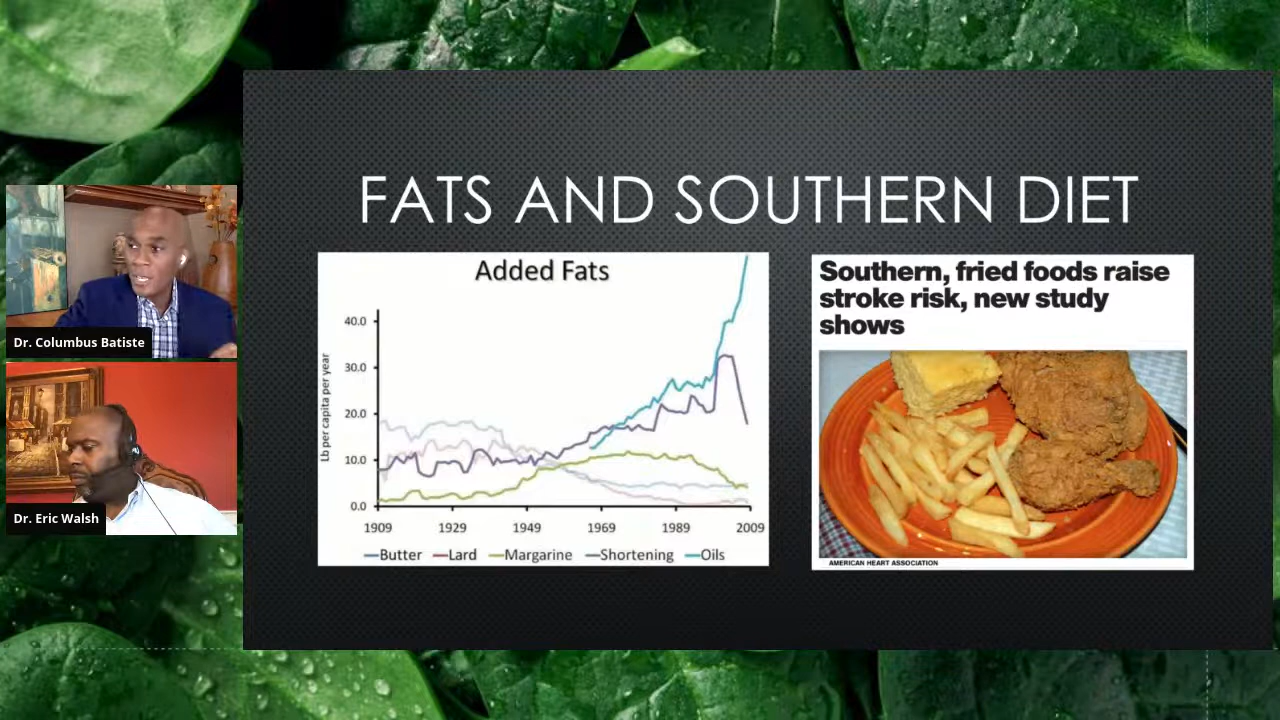 FATS AND SOUTHERN DIET
Added Fats
Lb per capita per year
40.0
30.0
20.0
10.0
0.0
1909 1929 1949 1969 1989 2009
Butter Lard Margarine Shortening Oils
Southern, fried foods raise
stroke risk, new study
shows
AMERICAN HEART ASSOCIATION
Dr. Columbus Batiste
Dr. Eric Walsh